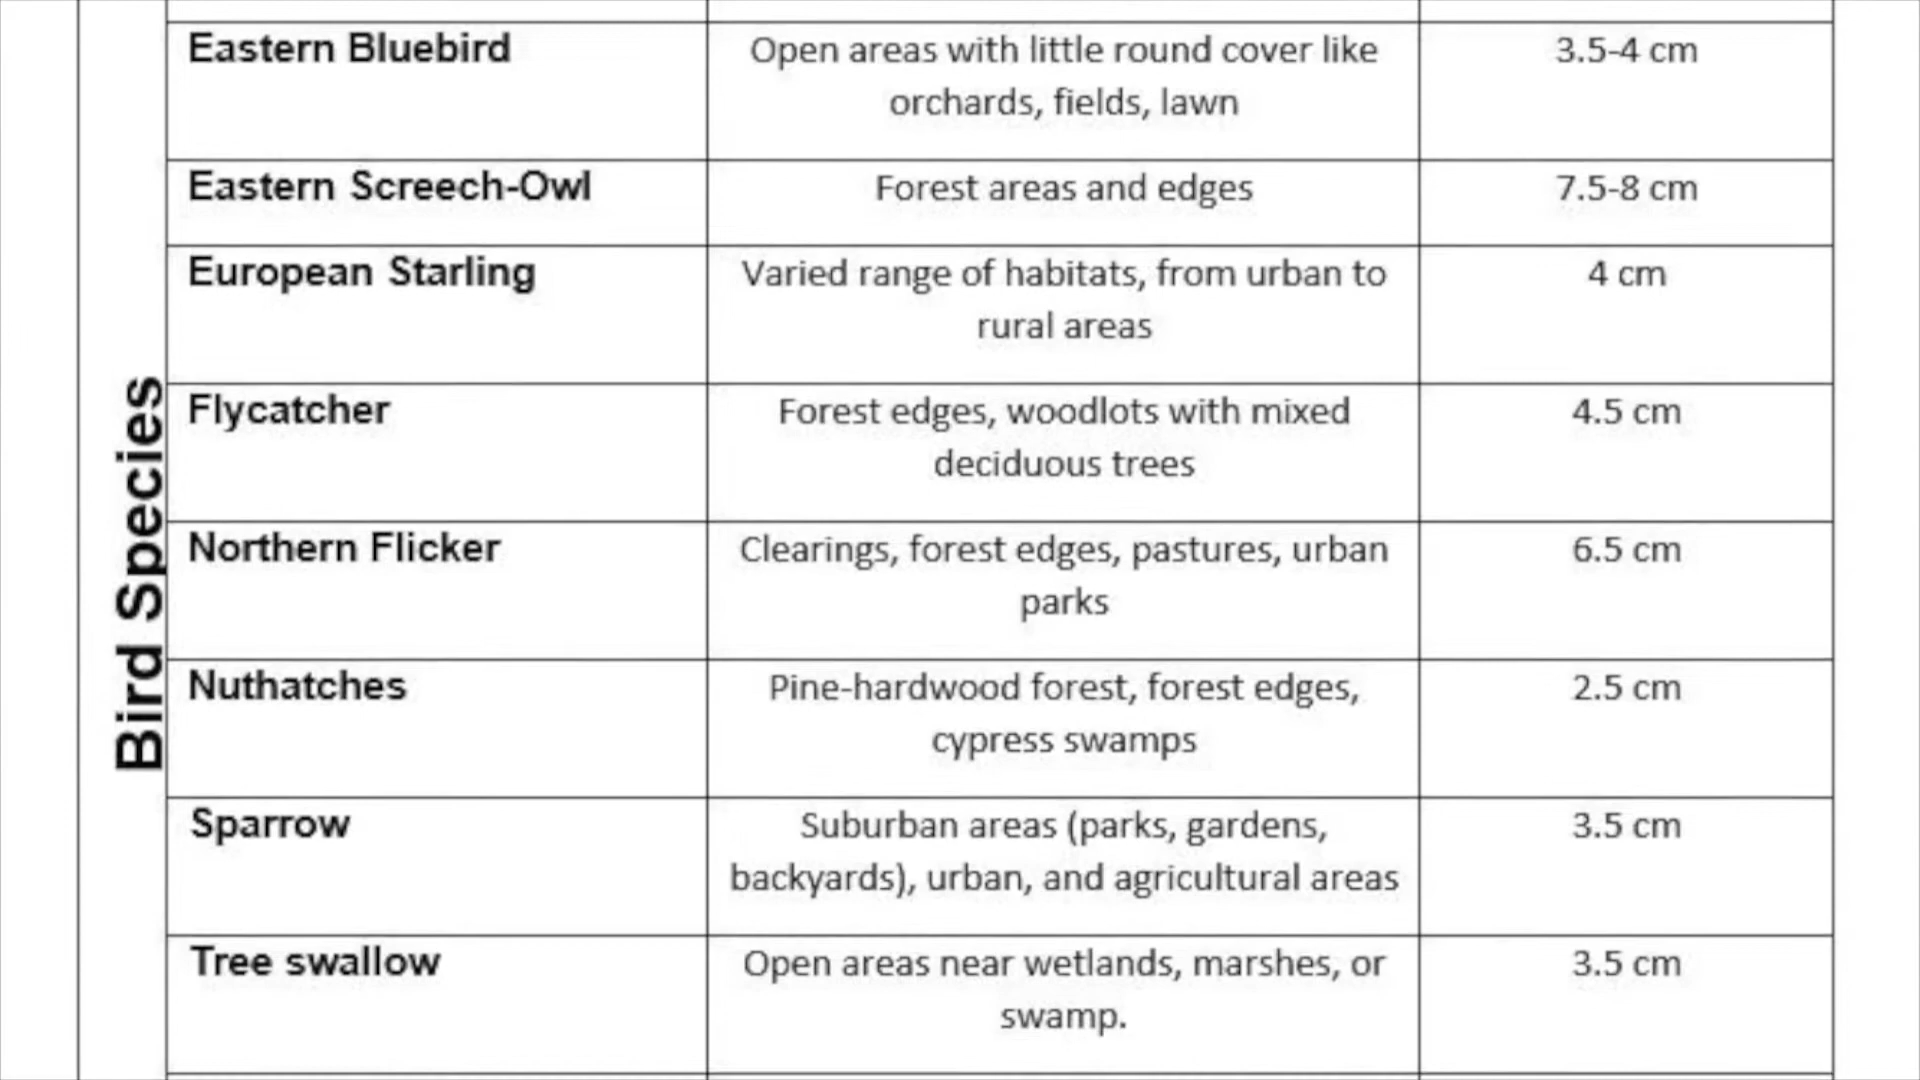 Bird Species
Eastern Bluebird
Open areas with little round cover like
orchards, fields, lawn
3.5-4 cm
Eastern Screech-Owl
Forest areas and edges
7.5-8 cm
European Starling
Varied range of habitats, from urban to
rural areas
4 cm
Flycatcher
Forest edges, woodlots with mixed
deciduous trees
4.5 cm
Northern Flicker
Clearings, forest edges, pastures, urban
parks
6.5 cm
Nuthatches
Pine-hardwood forest, forest edges,
cypress swamps
2.5 cm
Sparrow
Suburban areas (parks, gardens,
backyards), urban, and agricultural areas
3.5 cm
Tree swallow
Open areas near wetlands, marshes, or
swamp.
3.5 cm